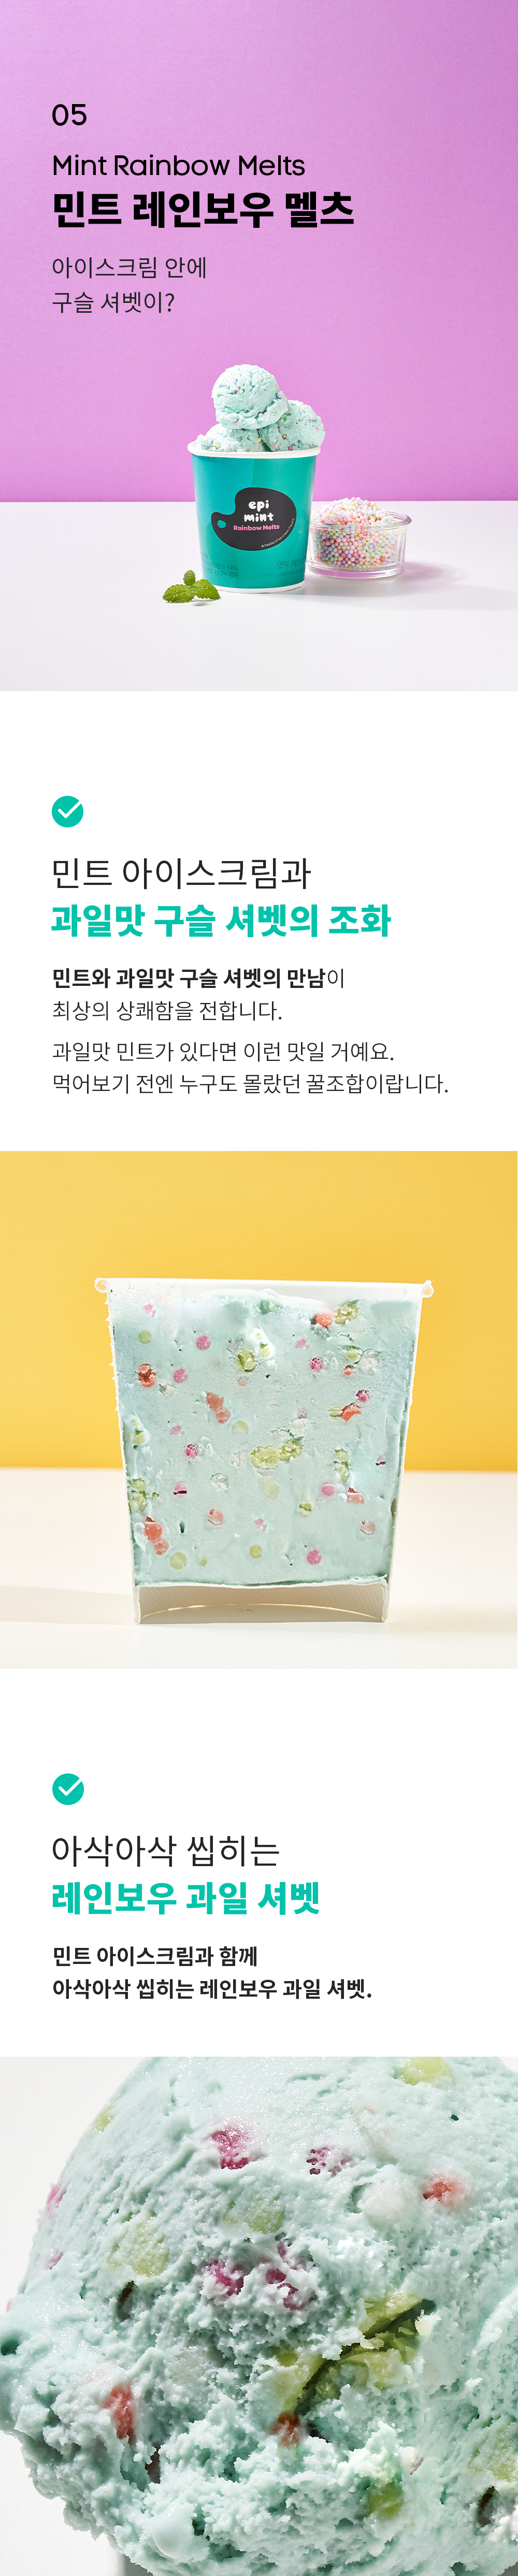 05
Mint Rainbow Melts
민트 레인보우 멜츠
아이스크림 안에
구슬 셔벳이?
epi
mint
Rainbow Melts
민트 아이스크림과
과일맛 구슬 셔벳의 조화
민트와 과일맛 구슬 셔벳의 만남이
최상의 상쾌함을 전합니다.
과일맛 민트가 있다면 이런 맛일 거예요.
먹어보기 전엔 누구도 몰랐던 꿀조합이랍니다.
아삭아삭 씹히는
레인보우 과일 셔벳
민트 아이스크림과 함께
아삭아삭 씹히는 레인보우 과일 셔벳.